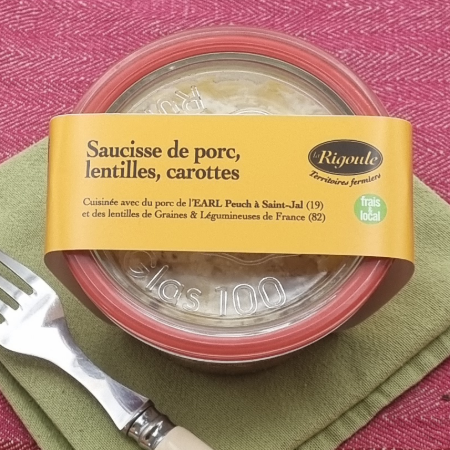 Saucisse de porc,
lentilles, carottes
Cuisinée avec du porc de l'EARL Peuch à Saint-Jal (19)
et des lentilles de Graines & Légumineuses de France (82)
la Rigoule
Territoires fermiers
frais
&
local
Glas 100